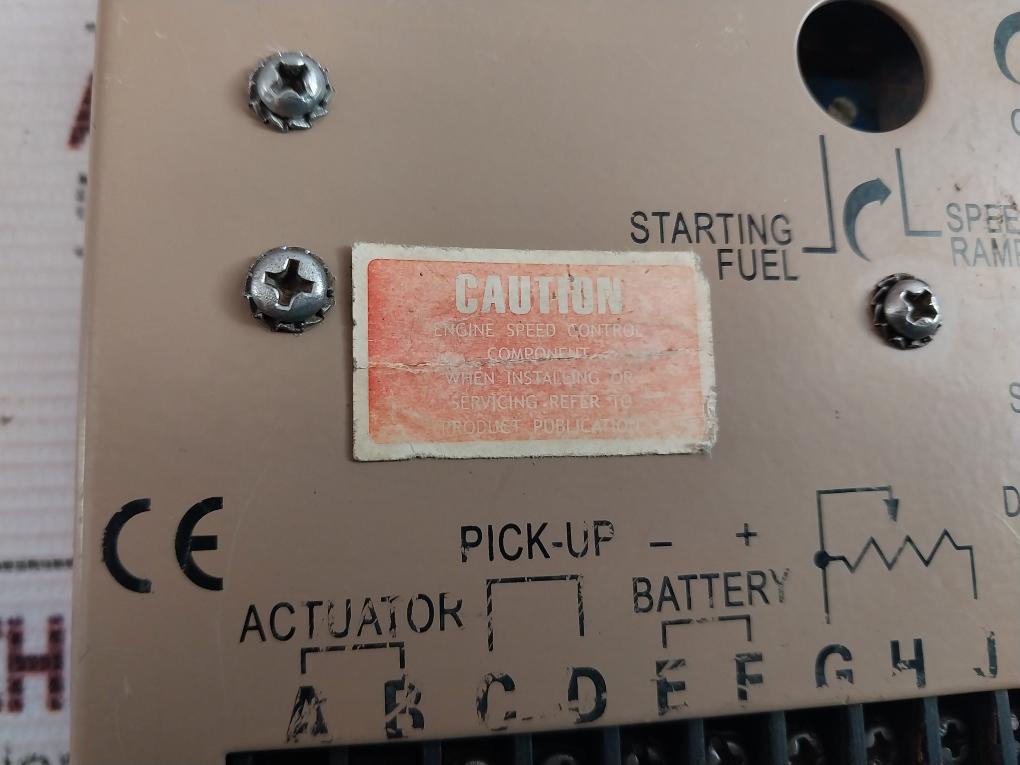 STARTING
FUEL
CAUTION
ENGINE SPEED CONTROL
COMPONENT
WHEN INSTALLING OR
SERVICING REFER TO
PRODUCT PUBLICATION
CE
PICK-UP
- +
BATTERY
ACTUATOR
A B C D E F G H J